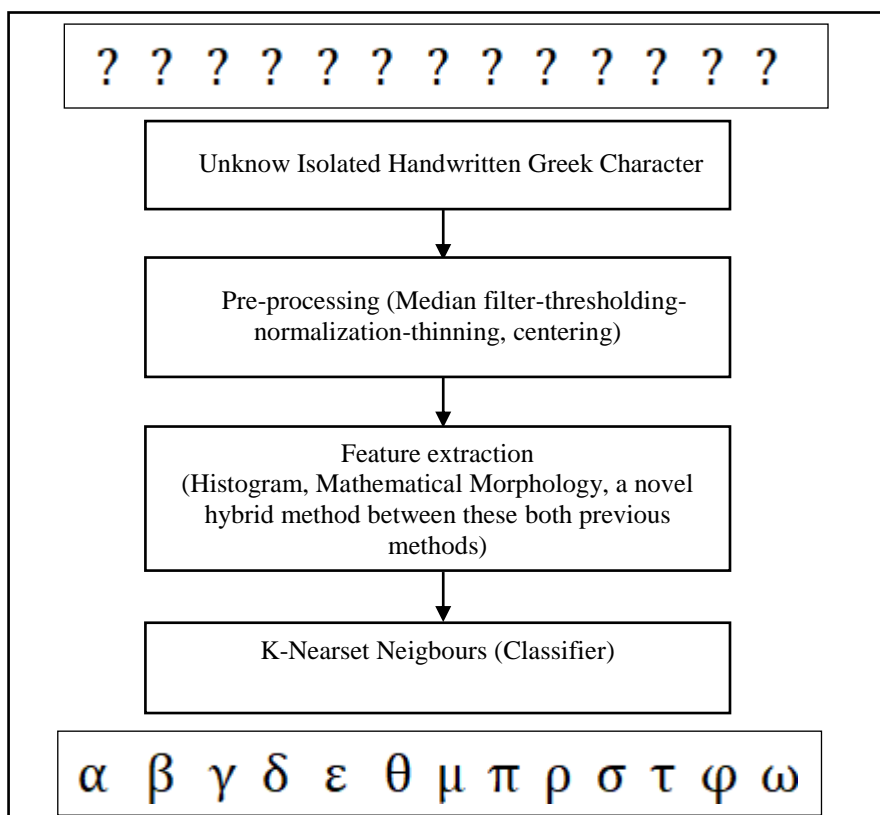 ? ? ? ? ? ? ? ? ? ? ? ? ?
Unknow Isolated Handwritten Greek Character
Pre-processing (Median filter-thresholding-
normalization-thinning, centering)
Feature extraction
(Histogram, Mathematical Morphology, a novel
hybrid method between these both previous
methods)
K-Nearset Neigbours (Classifier)
α β γ δ ε θ μ π ρ σ τ φ ω